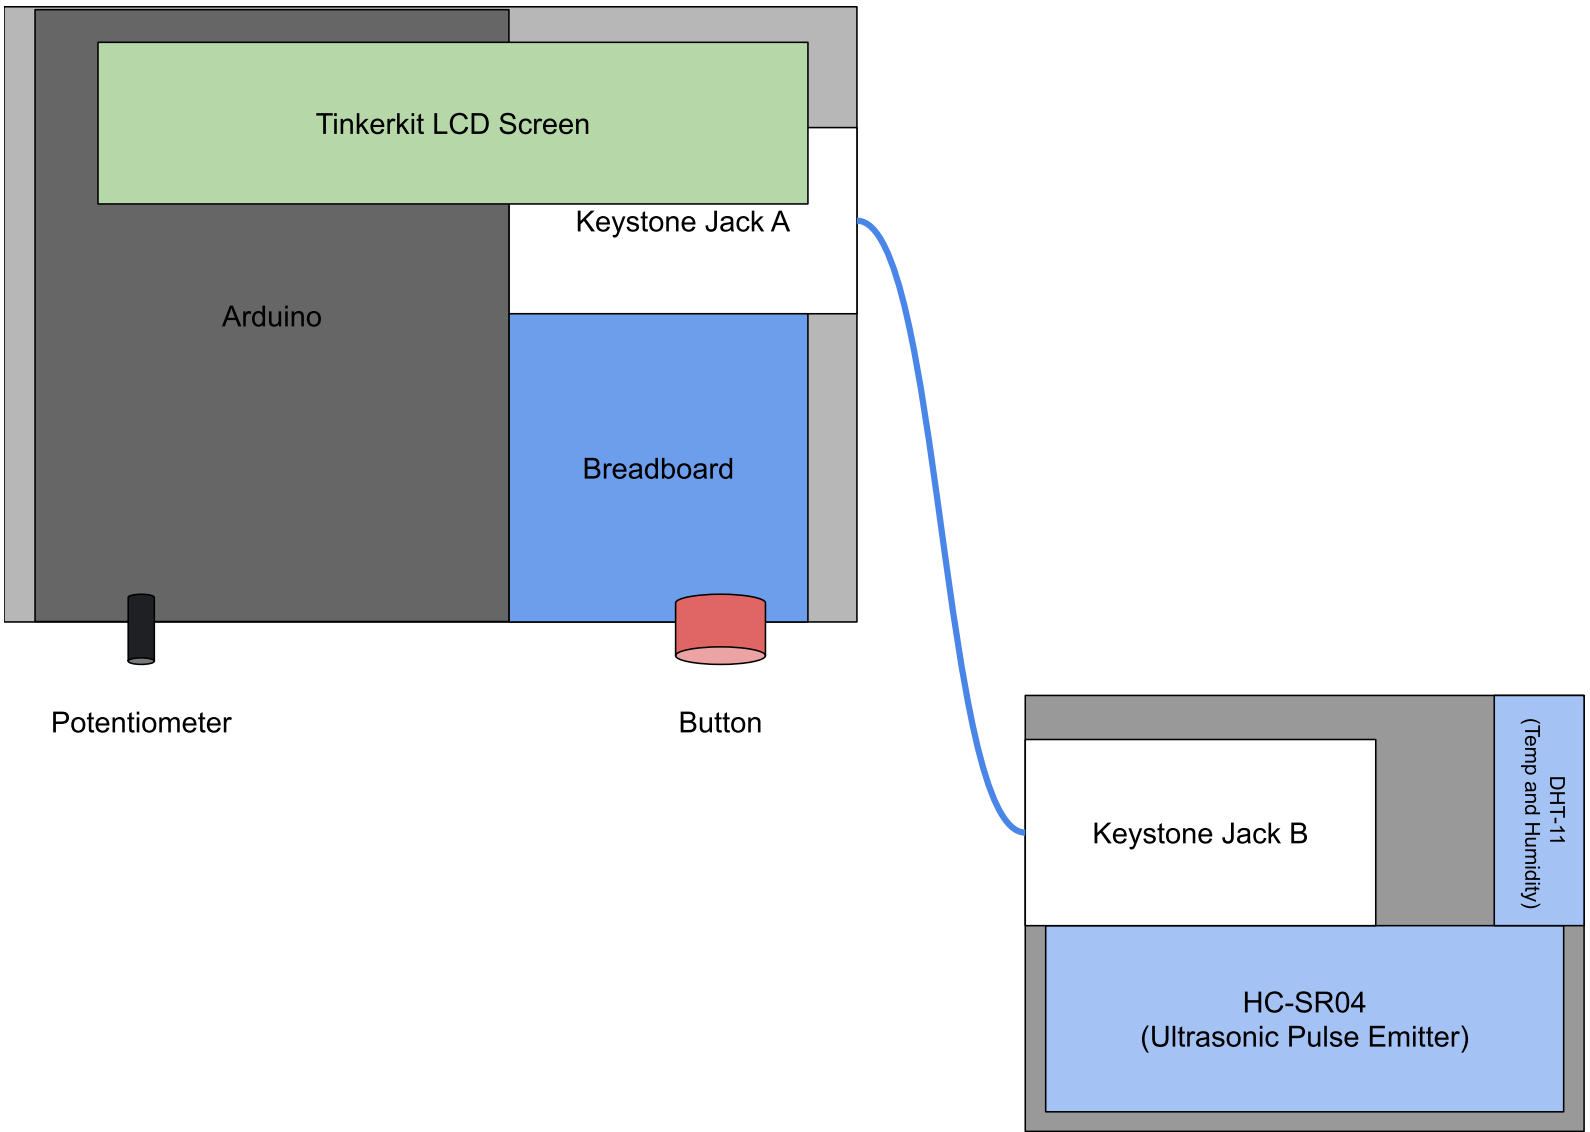 Tinkerkit LCD Screen
Keystone Jack A
Arduino
Breadboard
Potentiometer
Button
Keystone Jack B
DHT-11
(Temp and Humidity)
HC-SR04
(Ultrasonic Pulse Emitter)